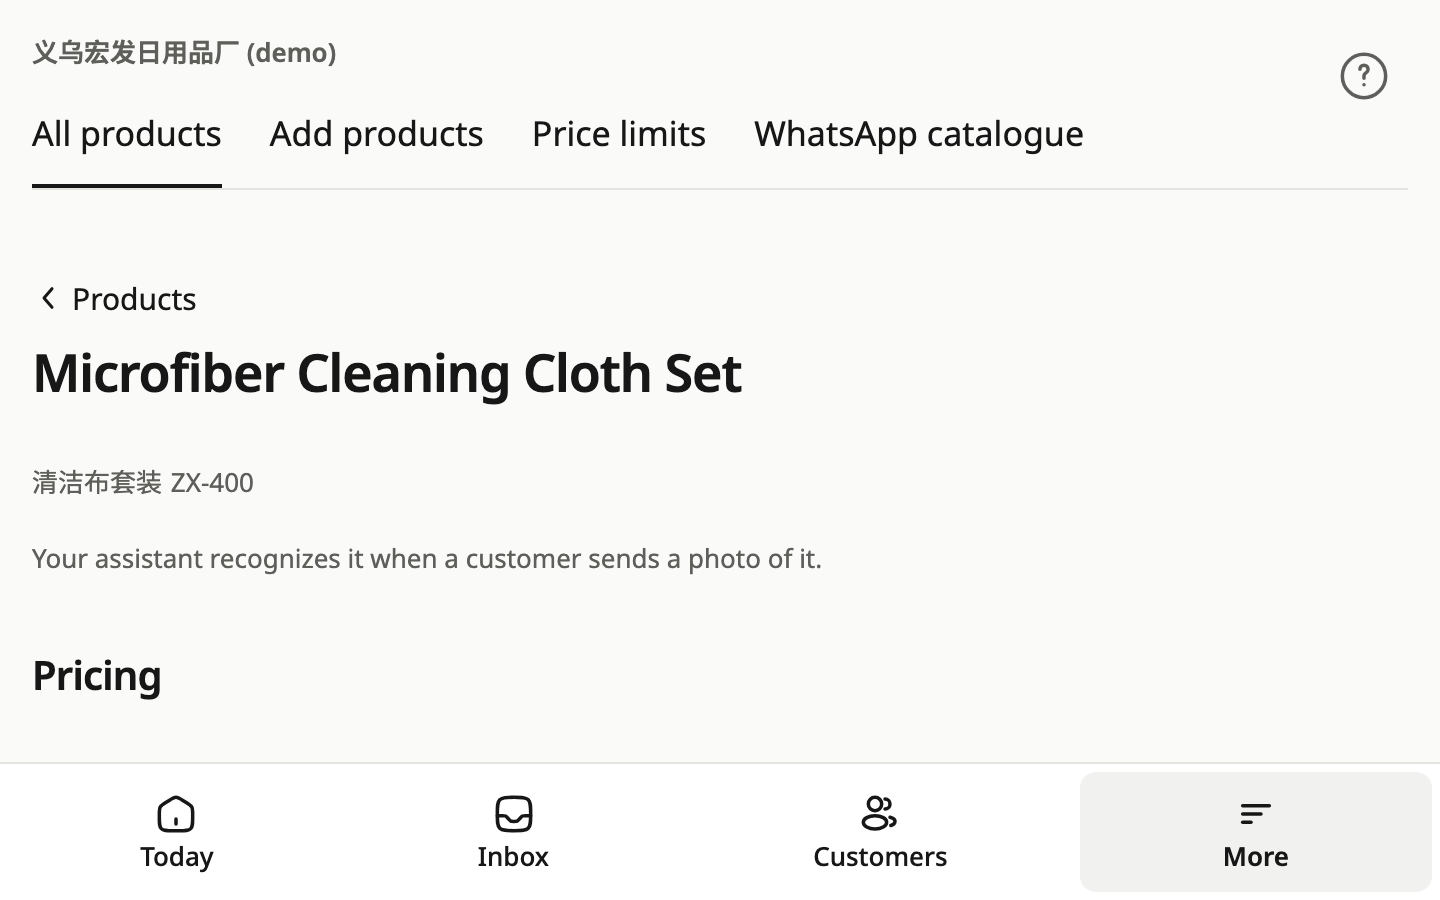 义乌宏发日用品厂 (demo)
All products Add products Price limits WhatsApp catalogue
Products
Microfiber Cleaning Cloth Set
清洁布套装 ZX-400
Your assistant recognizes it when a customer sends a photo of it.
Pricing
Today Inbox Customers More